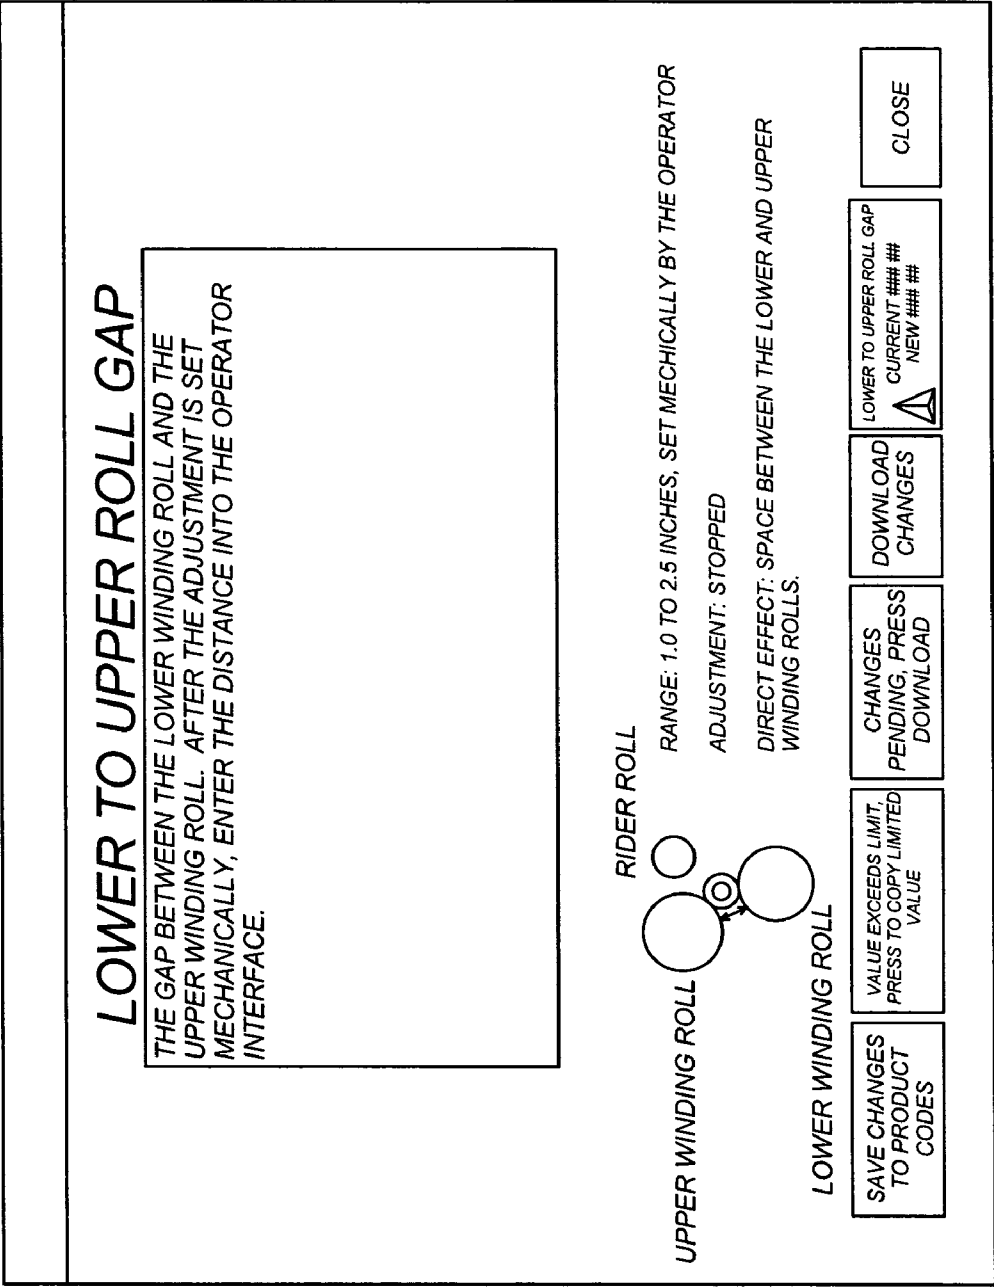 LOWER TO UPPER ROLL GAP
THE GAP BETWEEN THE LOWER WINDING ROLL AND THE
UPPER WINDING ROLL. AFTER THE ADJUSTMENT IS SET
MECHANICALLY, ENTER THE DISTANCE INTO THE OPERATOR
INTERFACE.
RIDER ROLL
UPPER WINDING ROLL
LOWER WINDING ROLL
RANGE: 1.0 TO 2.5 INCHES, SET MECHICALLY BY THE OPERATOR
ADJUSTMENT: STOPPED
DIRECT EFFECT: SPACE BETWEEN THE LOWER AND UPPER
WINDING ROLLS.
SAVE CHANGES
TO PRODUCT
CODES
VALUE EXCEEDS LIMIT,
PRESS TO COPY LIMITED
VALUE
CHANGES
PENDING, PRESS
DOWNLOAD
DOWNLOAD
CHANGES
LOWER TO UPPER ROLL GAP
CURRENT ### ##
NEW ### ##
CLOSE